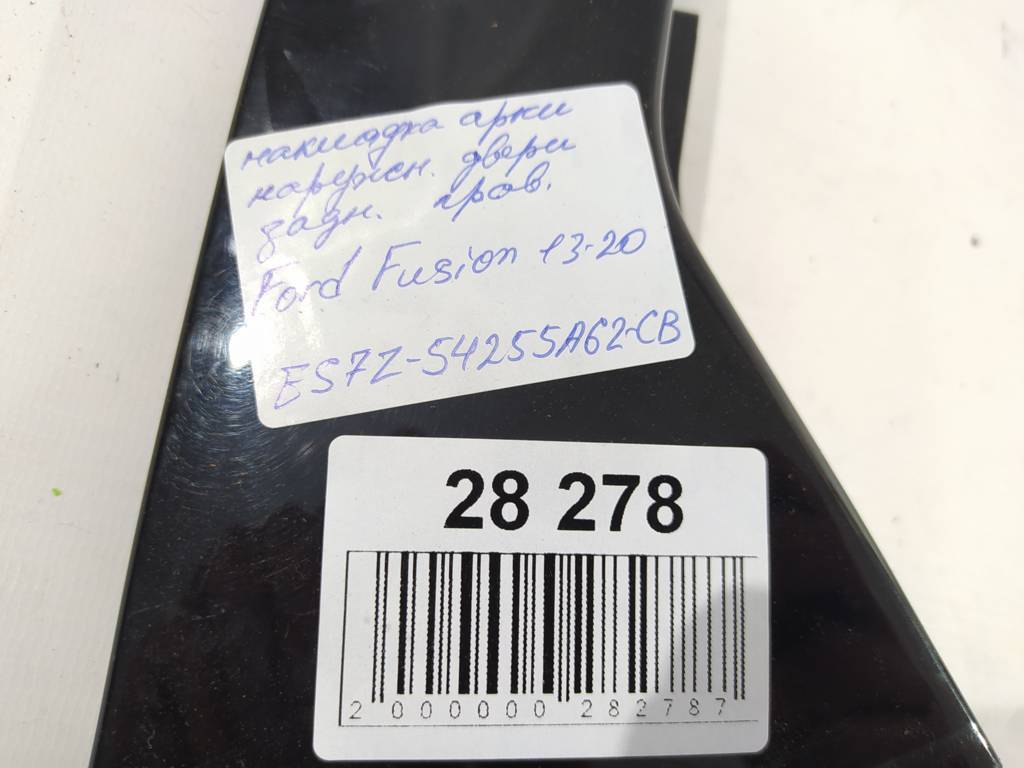 накладка арки
наружн. двери
задн. прав.
Ford Fusion 13-20
ES7Z-54255A62-CB
28 278
2 000000 282787